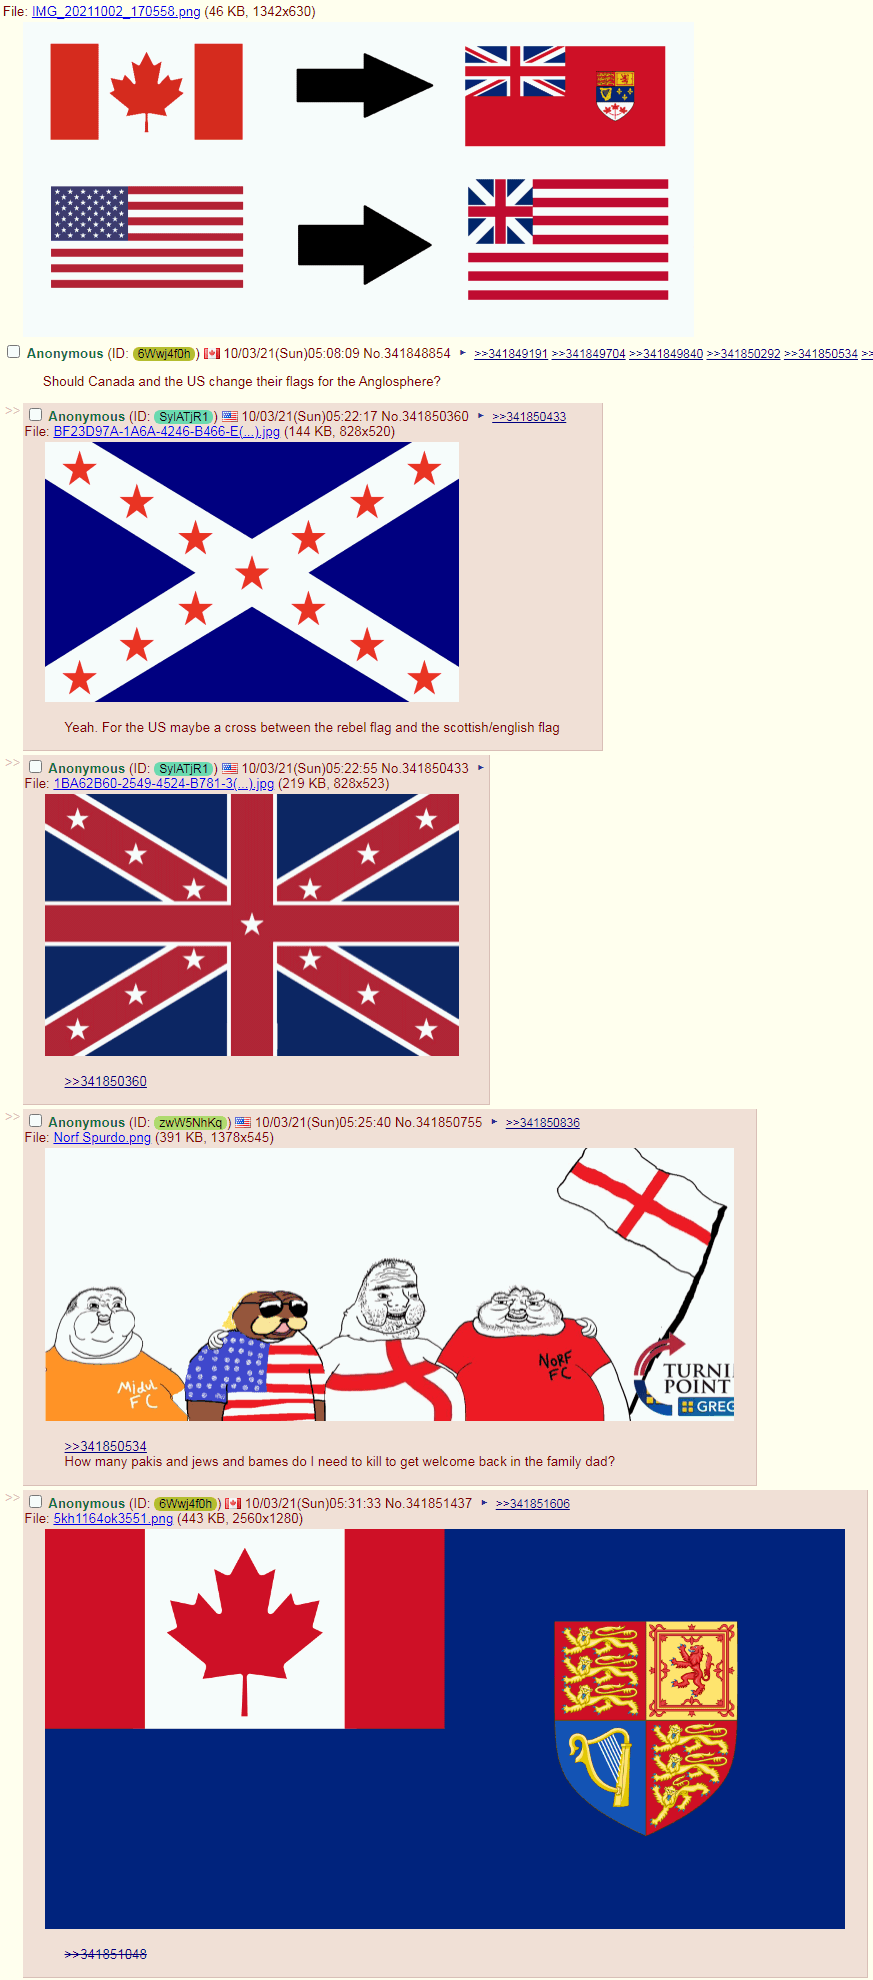 File: IMG_20211002_170558.png (46 KB, 1342x630)
Anonymous (ID: 6Wwj4f0h) 10/03/21(Sun)05:08:09 No.341848854 ► >>341849191 >>341849704 >>341849840 >>341850292 >>341850534 >>
Should Canada and the US change their flags for the Anglosphere?
>> Anonymous (ID: SylATjR1) 10/03/21(Sun)05:22:17 No.341850360 ► >>341850433
File: BF23D97A-1A6A-4246-B466-E(...).jpg (144 KB, 828x520)
Yeah. For the US maybe a cross between the rebel flag and the scottish/english flag
>> Anonymous (ID: SylATjR1) 10/03/21(Sun)05:22:55 No.341850433 ►
File: 1BA62B60-2549-4524-B781-3(...).jpg (219 KB, 828x523)
>>341850360
>> Anonymous (ID: zwW5NhKq) 10/03/21(Sun)05:25:40 No.341850755 ► >>341850836
File: Norf Spurdo.png (391 KB, 1378x545)
Midul
FC
NORF
FC
TURNI
POINT
GREG
>>341850534
How many pakis and jews and bames do I need to kill to get welcome back in the family dad?
>> Anonymous (ID: 6Wwj4f0h) 10/03/21(Sun)05:31:33 No.341851437 ► >>341851606
File: 5kh1164ok3551.png (443 KB, 2560x1280)
>>341851048